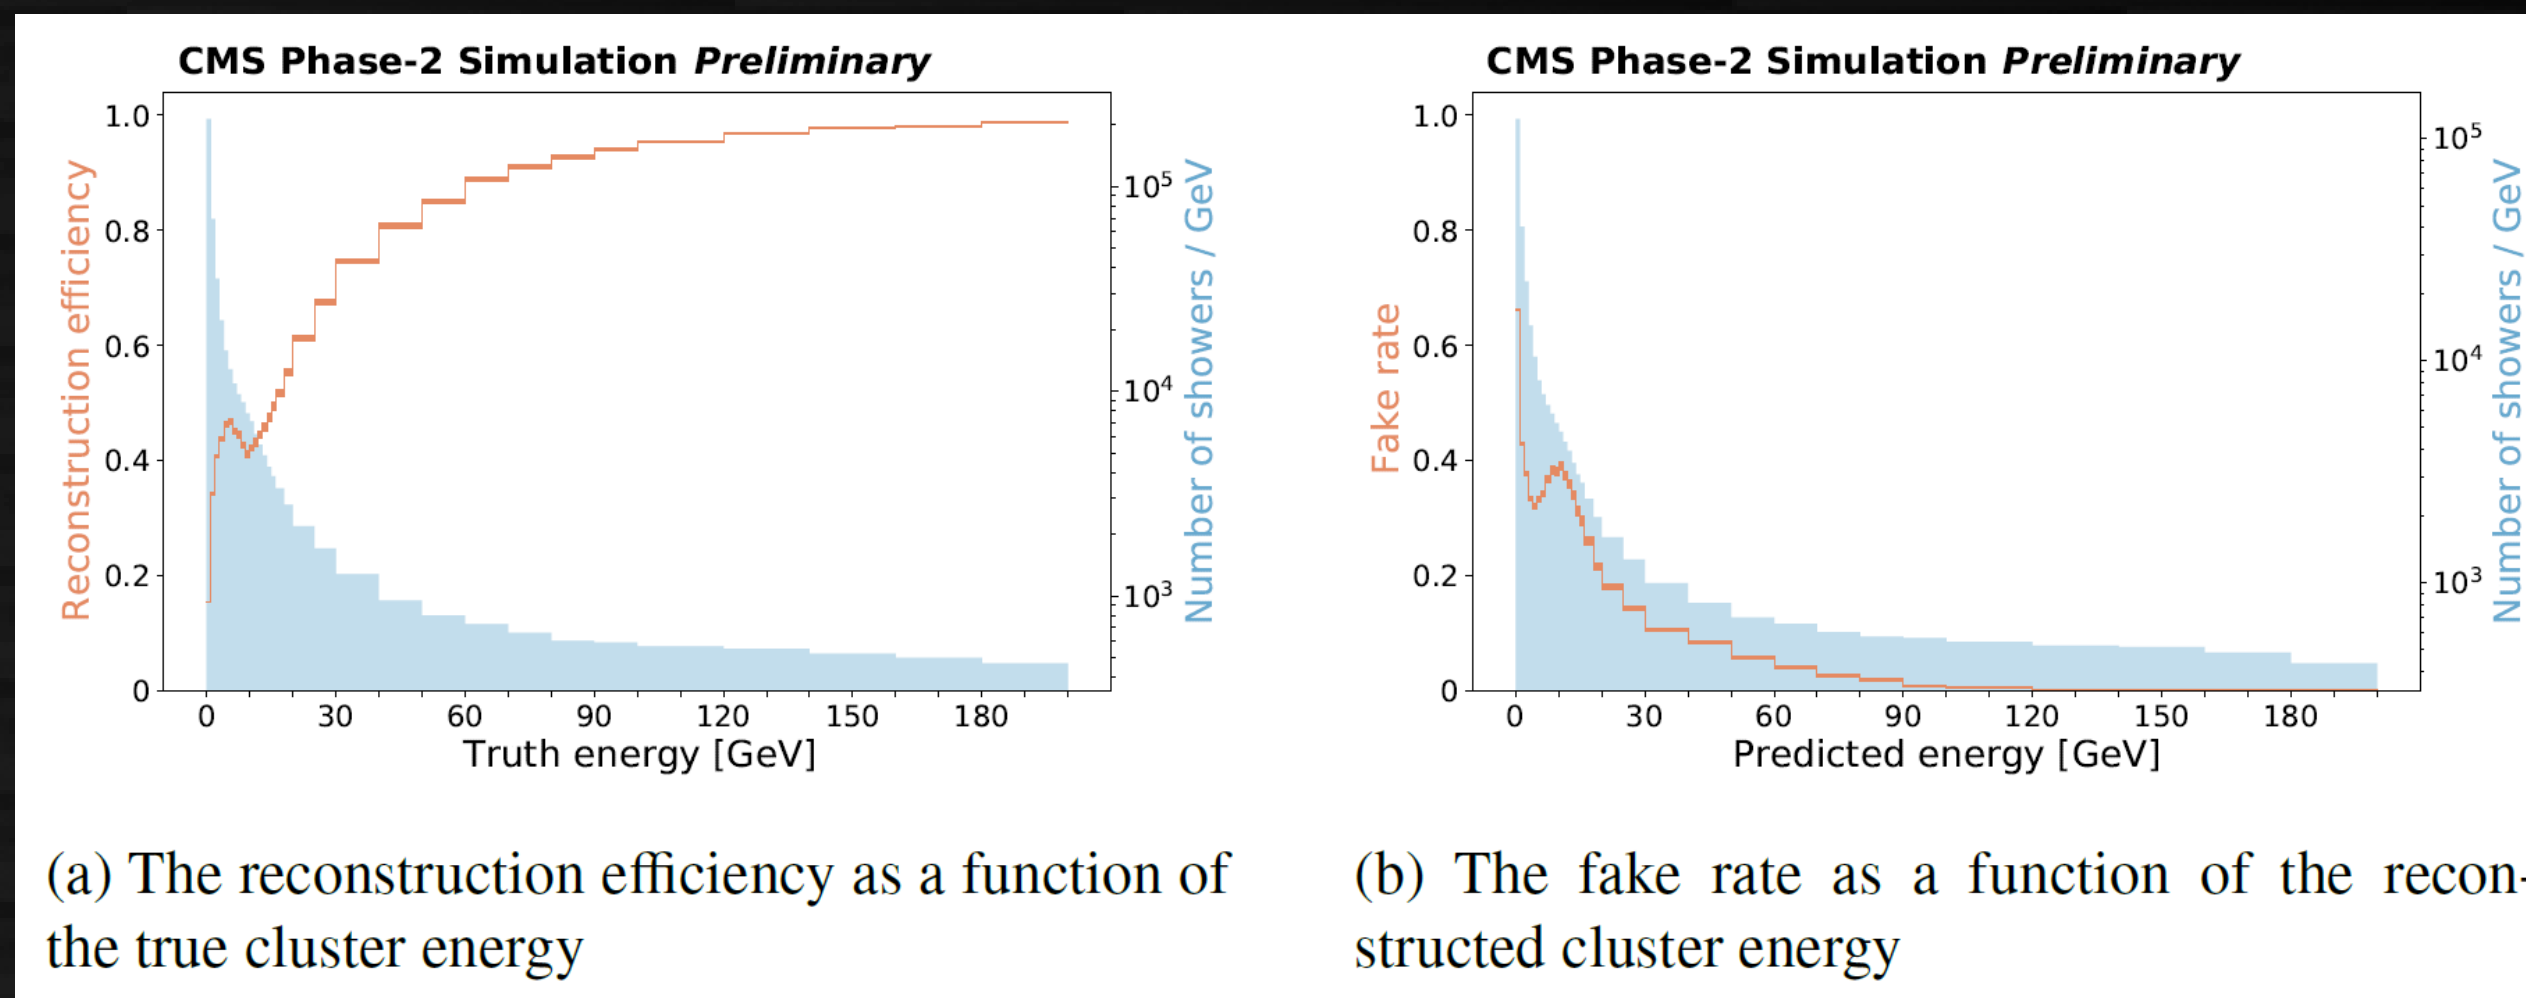 CMS Phase-2 Simulation Preliminary
Reconstruction efficiency
1.0
0.8
0.6
0.4
0.2
0
10⁵
10⁴
10³
Number of showers / GeV
0 30 60 90 120 150 180
Truth energy [GeV]
(a) The reconstruction efficiency as a function of
the true cluster energy
CMS Phase-2 Simulation Preliminary
Fake rate
1.0
0.8
0.6
0.4
0.2
0
10⁵
10⁴
10³
Number of showers / GeV
0 30 60 90 120 150 180
Predicted energy [GeV]
(b) The fake rate as a function of the recon-
structed cluster energy